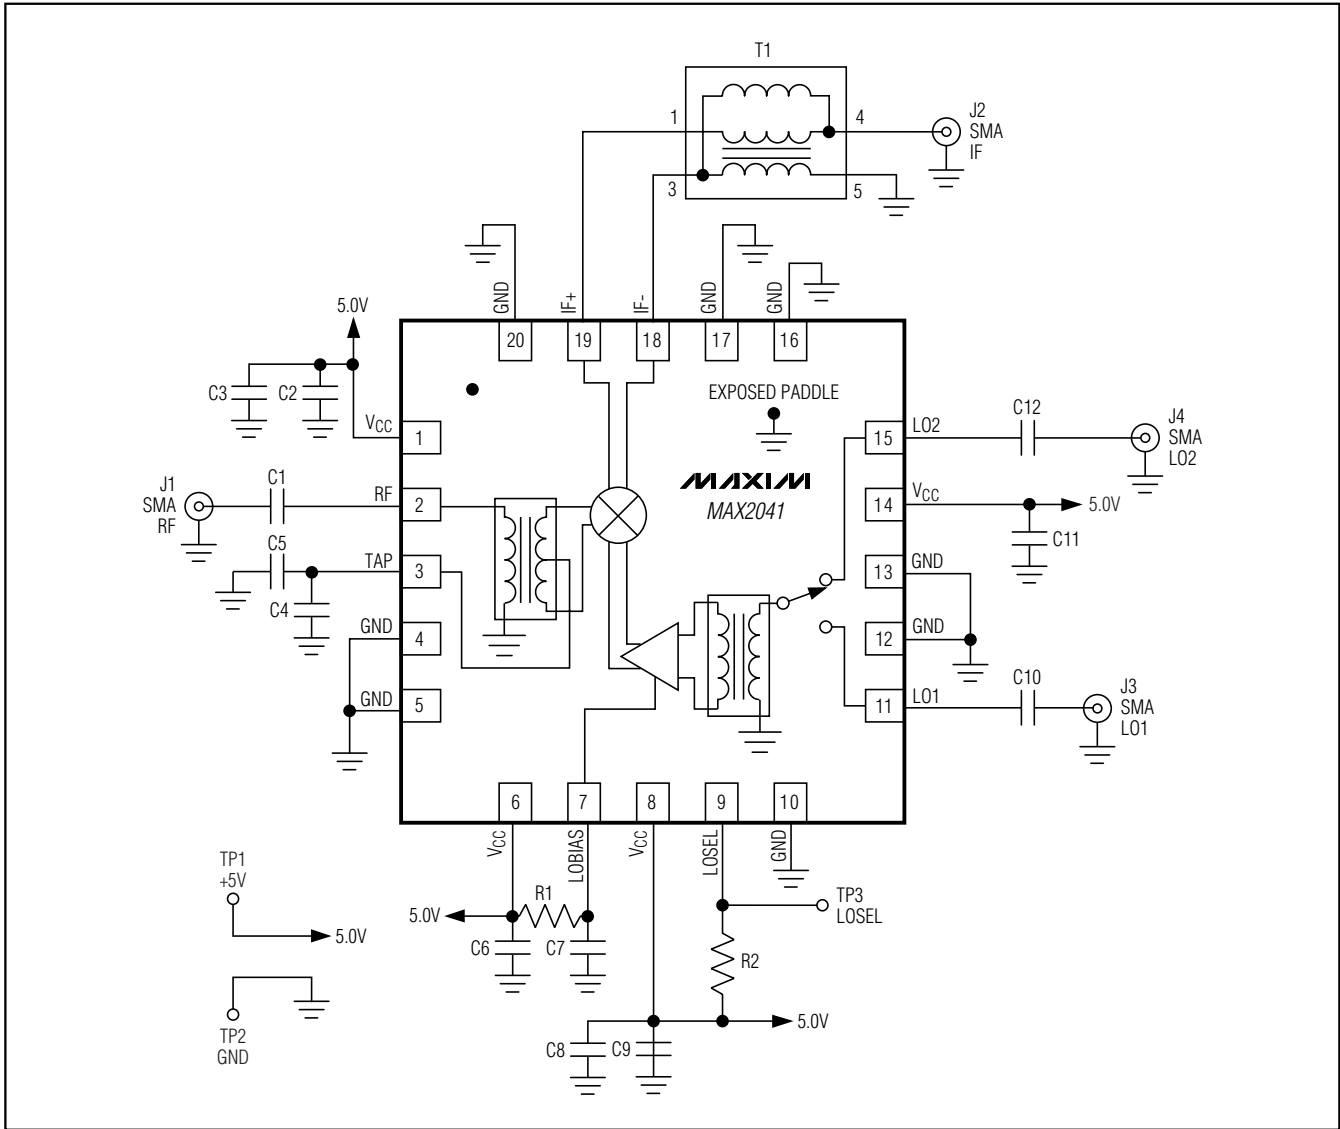 T1
1
4
3
5
J2
SMA
IF
GND
IF+
IF-
GND
GND
5.0V
20
19
18
17
16
C3
C2
VCC
1
EXPOSED PADDLE
C12
LO2
15
J4
SMA
LO2
MAXIM
MAX2041
J1
SMA
RF
C1
RF
2
VCC
14
5.0V
C11
C5
TAP
3
C4
GND
13
GND
4
GND
12
GND
5
LO1
11
C10
J3
SMA
LO1
6
7
8
9
10
VCC
LOBIAS
VCC
LOSEL
GND
TP1
+5V
5.0V
5.0V
R1
C6
C7
TP3
LOSEL
R2
TP2
GND
5.0V
C8
C9